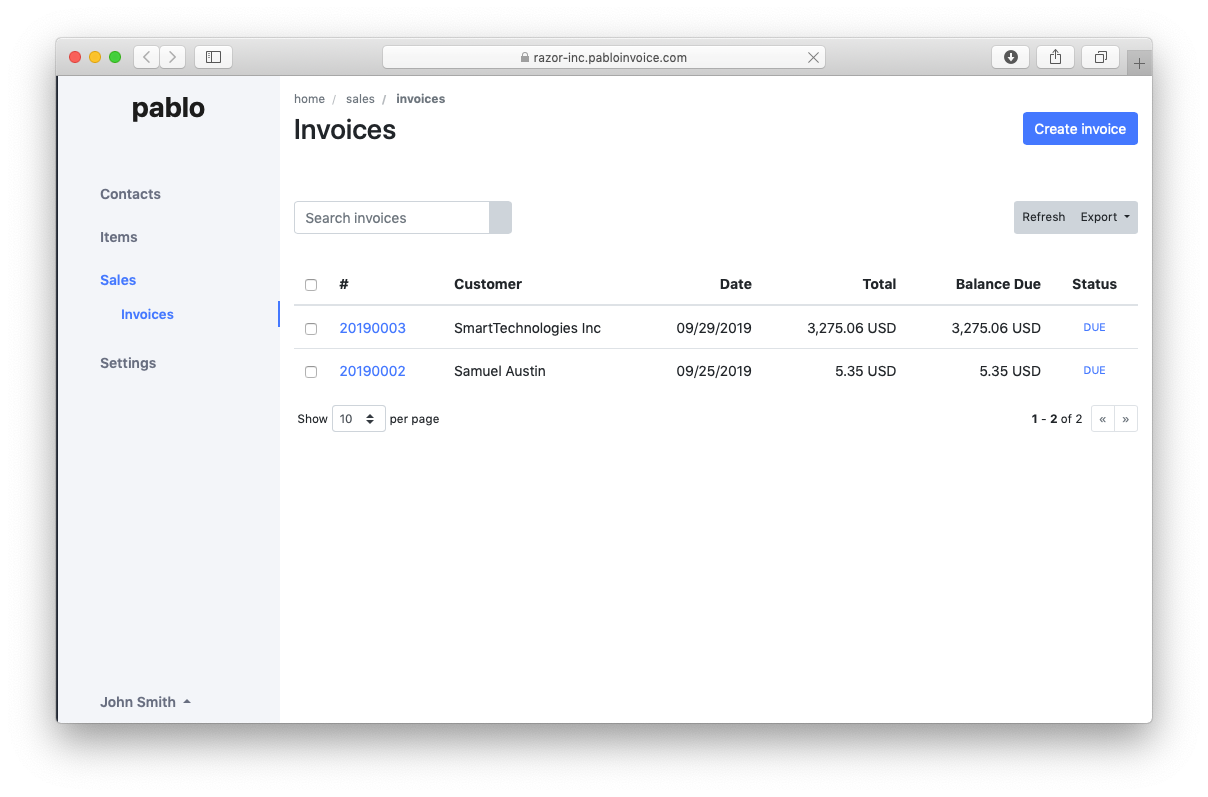 razor-inc.pabloinvoice.com
pablo
home / sales / invoices
Invoices
Create invoice
Contacts
Items
Sales
Invoices
Settings
John Smith
Search invoices
Refresh Export
# Customer Date Total Balance Due Status
20190003 SmartTechnologies Inc 09/29/2019 3,275.06 USD 3,275.06 USD DUE
20190002 Samuel Austin 09/25/2019 5.35 USD 5.35 USD DUE
Show 10 per page 1 - 2 of 2 « »